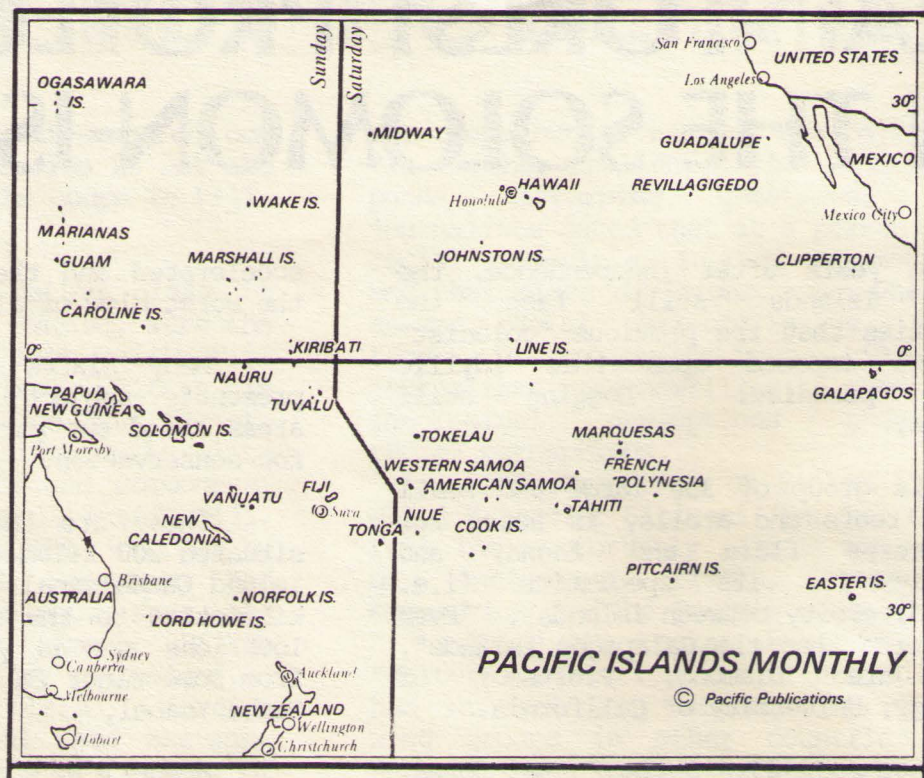 Sunday
Saturday
San Francisco
UNITED STATES
Los Angeles
OGASAWARA
IS.
30°
MIDWAY
GUADALUPE
MEXICO
HAWAII
REVILLAGIGEDO
Honolulu
WAKE IS.
Mexico City
MARIANAS
GUAM
MARSHALL IS.
JOHNSTON IS.
CLIPPERTON
CAROLINE IS.
0°
KIRIBATI
LINE IS.
0°
NAURU
PAPUA
NEW GUINEA
TUVALU
GALAPAGOS
SOLOMON IS.
Port Moresby
TOKELAU
MARQUESAS
WESTERN SAMOA
FRENCH
POLYNESIA
AMERICAN SAMOA
VANUATU
FIJI
Suva
NIUE
TAHITI
NEW
CALEDONIA
TONGA
COOK IS.
PITCAIRN IS.
Brisbane
AUSTRALIA
NORFOLK IS.
EASTER IS.
LORD HOWE IS.
30°
Sydney
Canberra
PACIFIC ISLANDS MONTHLY
Melbourne
Auckland
© Pacific Publications.
NEW ZEALAND
Hobart
Wellington
Christchurch